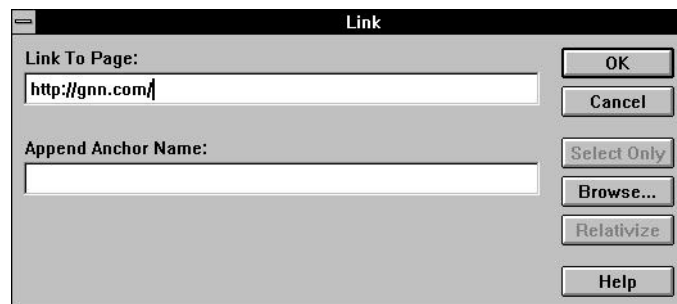 Link
Link To Page:
http://gnn.com/
Append Anchor Name:
OK
Cancel
Select Only
Browse...
Relativize
Help